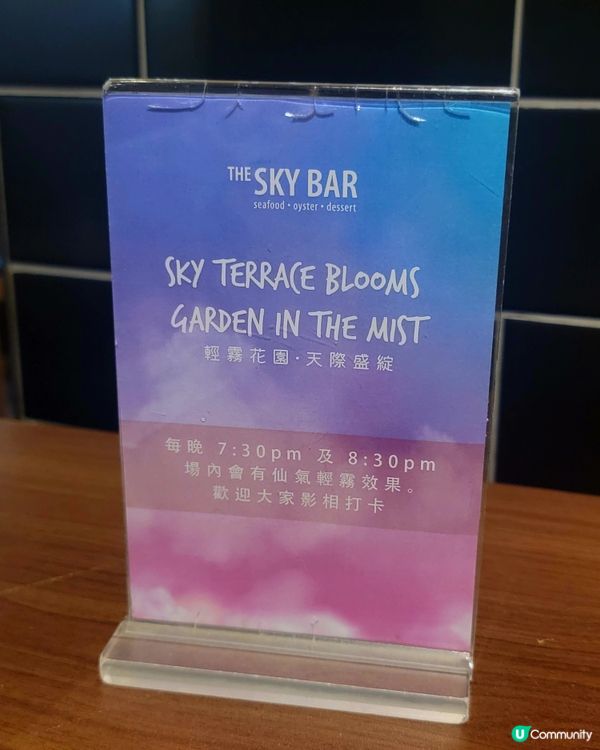 THE SKY BAR
seafood • oyster • dessert
SKY TERRACE BLOOMS
GARDEN IN THE MIST
輕霧花園·天際盛綻
每晚 7:30pm 及 8:30pm
場內會有仙氣輕霧效果。
歡迎大家影相打卡
U Community